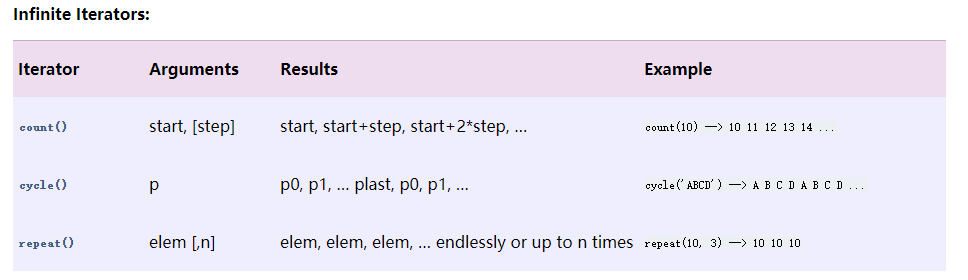 Infinite Iterators:
Iterator Arguments Results Example
count() start, [step] start, start+step, start+2*step, … count(10) --> 10 11 12 13 14 ...
cycle() p p0, p1, … plast, p0, p1, … cycle('ABCD') --> A B C D A B C D ...
repeat() elem [,n] elem, elem, elem, … endlessly or up to n times repeat(10, 3) --> 10 10 10